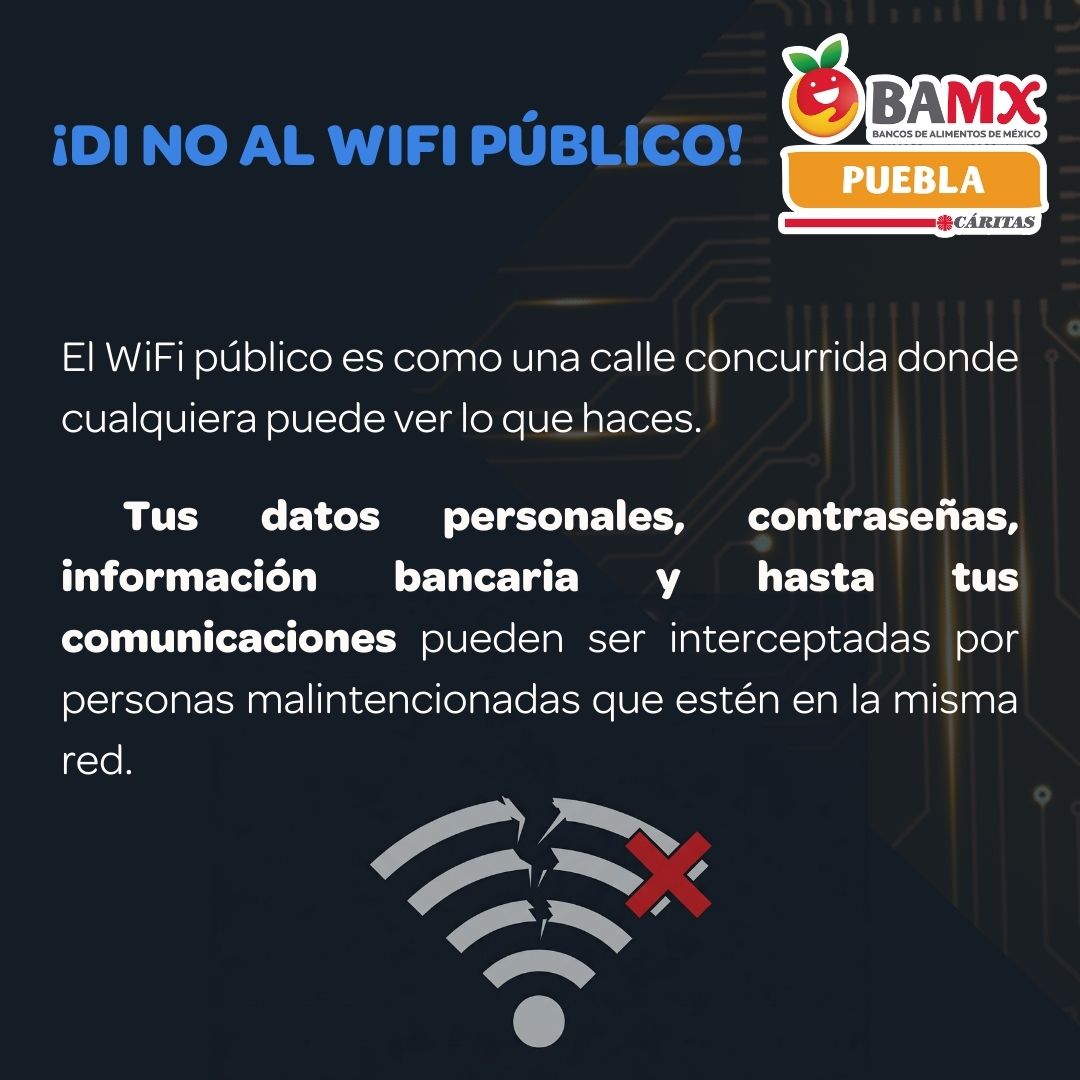 ¡DI NO AL WIFI PÚBLICO!
BAMX
BANCOS DE ALIMENTOS DE MÉXICO
PUEBLA
CÁRITAS
El WiFi público es como una calle concurrida donde
cualquiera puede ver lo que haces.
Tus datos personales, contraseñas,
información bancaria y hasta tus
comunicaciones pueden ser interceptadas por
personas malintencionadas que estén en la misma
red.